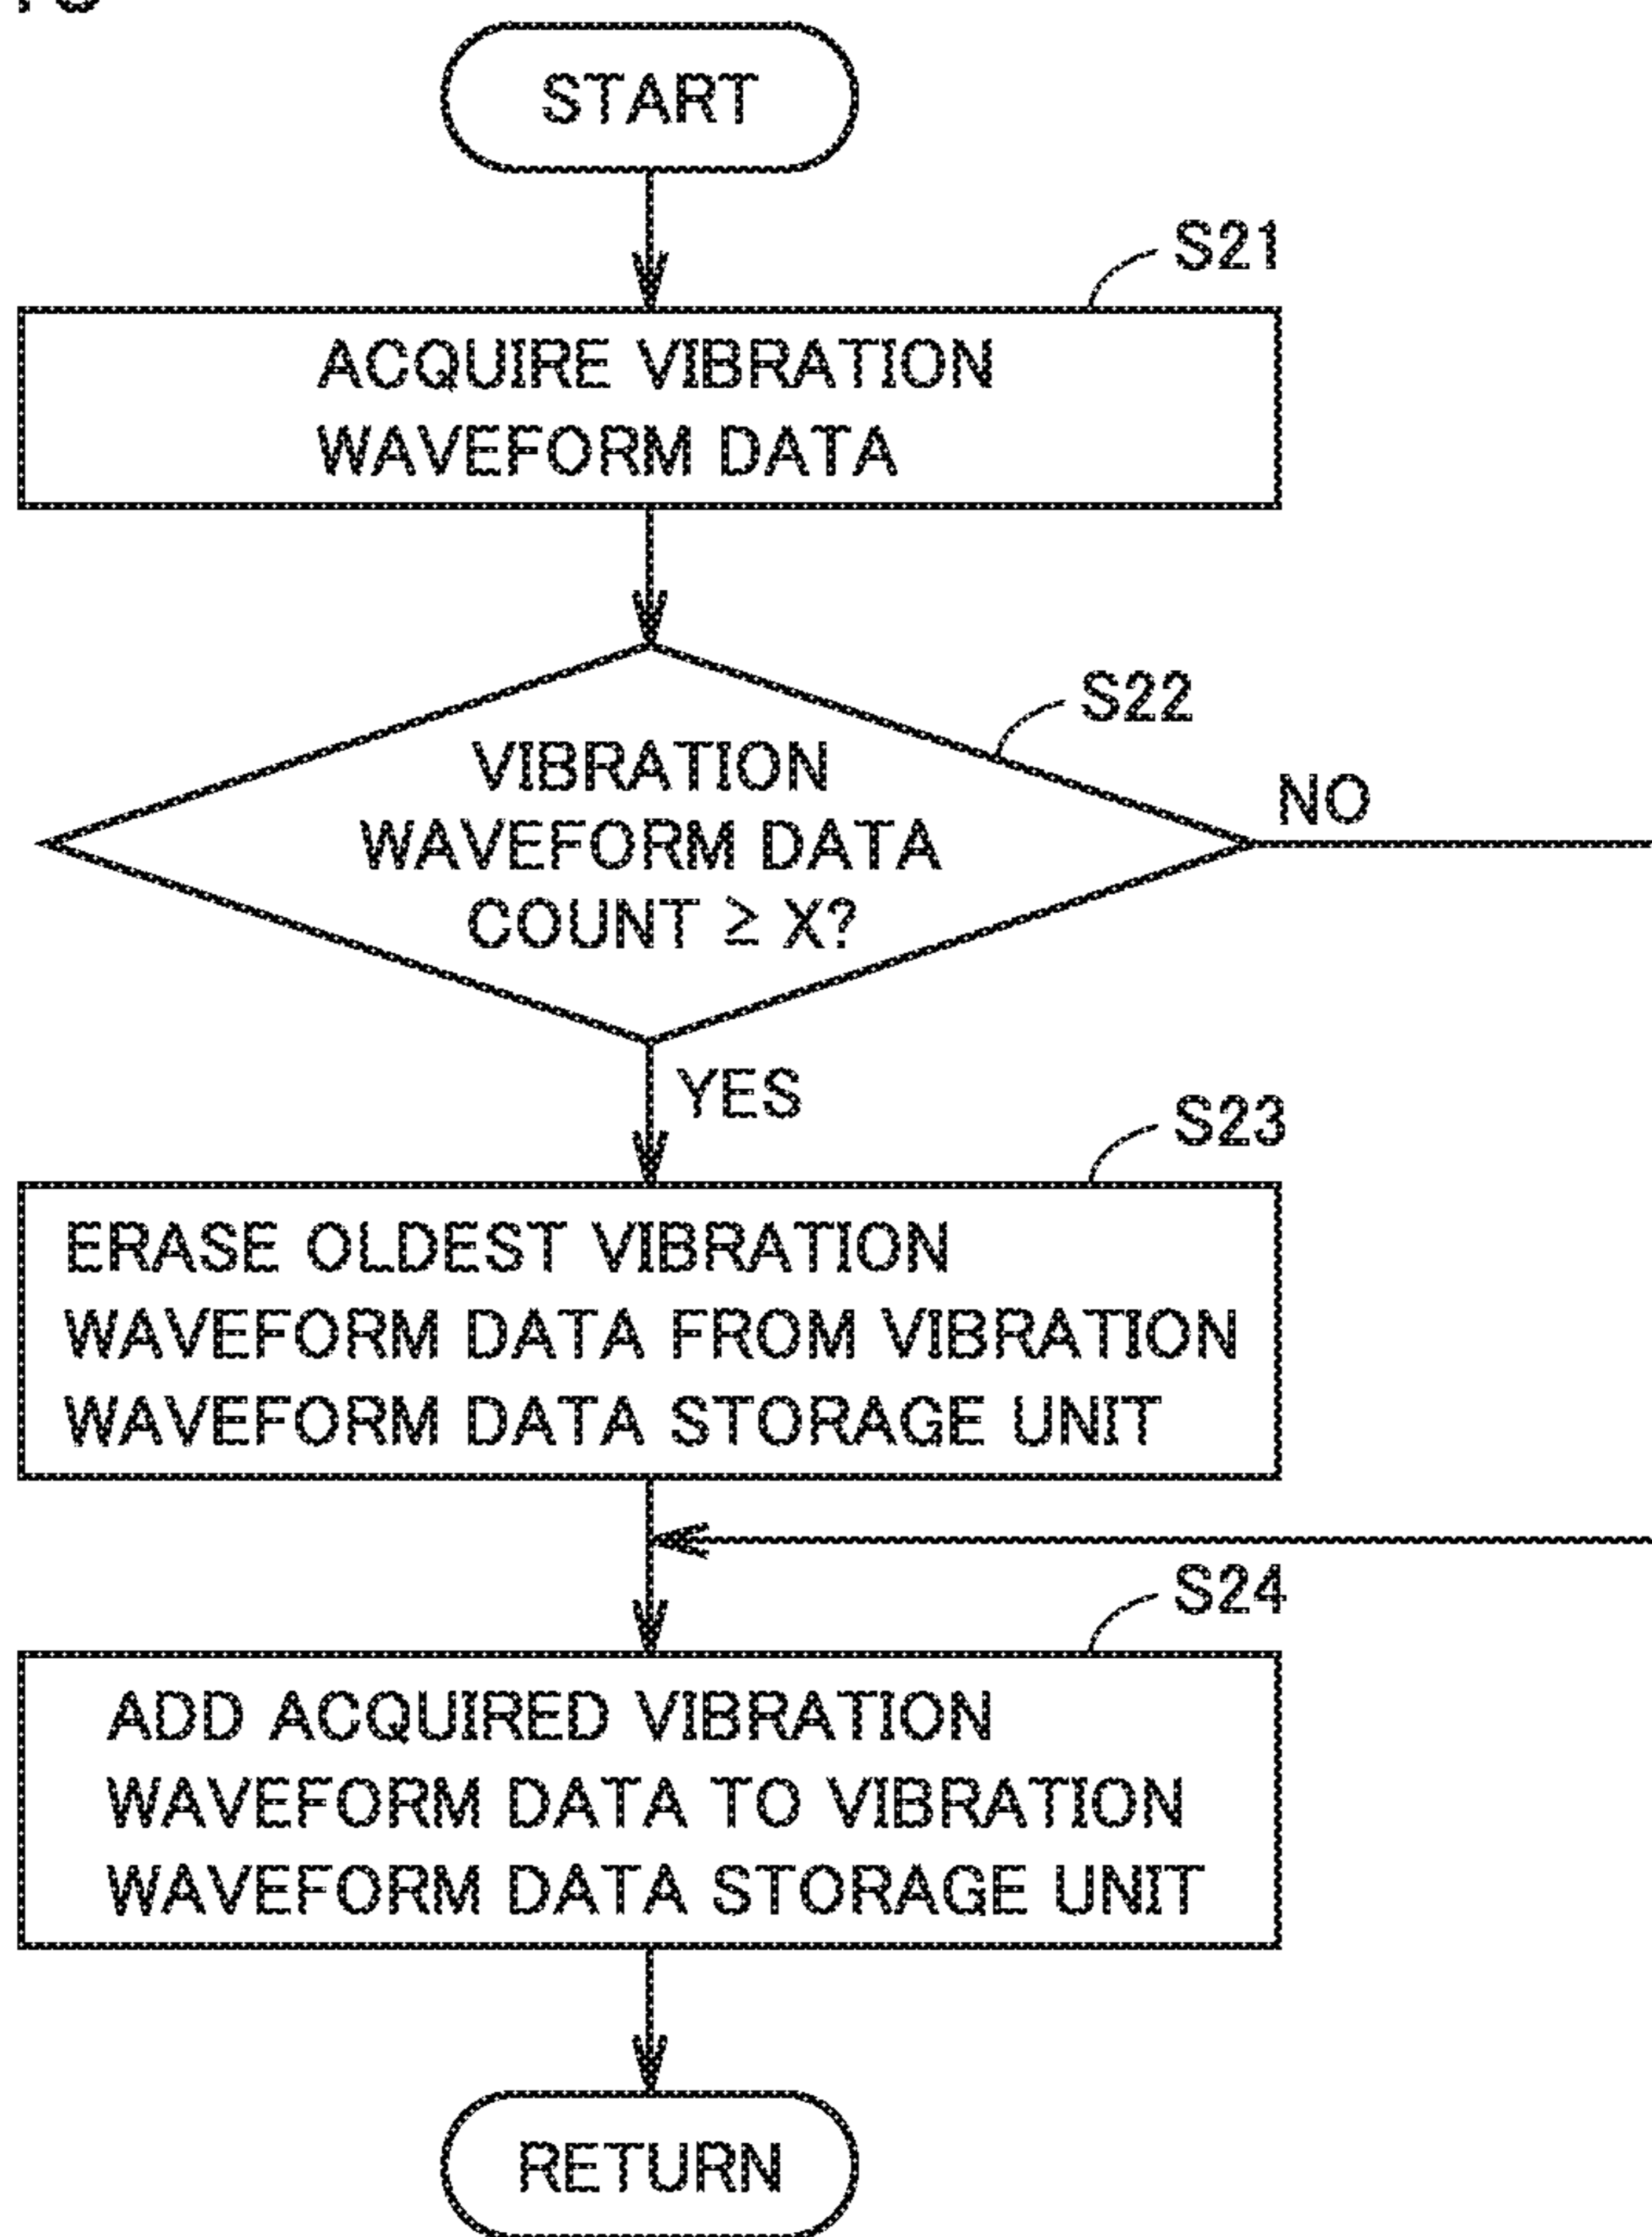 START
S21
ACQUIRE VIBRATION
WAVEFORM DATA
S22
VIBRATION
WAVEFORM DATA
COUNT ≥ X?
NO
YES
S23
ERASE OLDEST VIBRATION
WAVEFORM DATA FROM VIBRATION
WAVEFORM DATA STORAGE UNIT
S24
ADD ACQUIRED VIBRATION
WAVEFORM DATA TO VIBRATION
WAVEFORM DATA STORAGE UNIT
RETURN